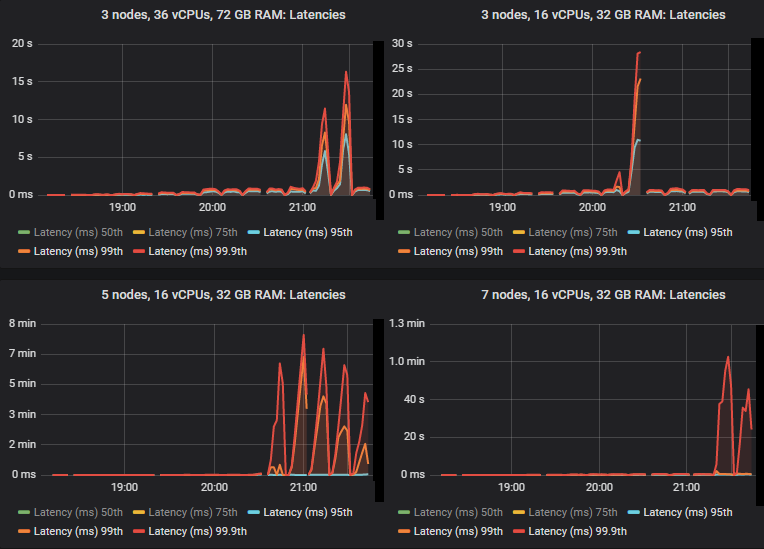 3 nodes, 36 vCPUs, 72 GB RAM: Latencies
20 s
15 s
10 s
5 s
0 ms
19:00 20:00 21:00
Latency (ms) 50th Latency (ms) 75th Latency (ms) 95th
Latency (ms) 99th Latency (ms) 99.9th
3 nodes, 16 vCPUs, 32 GB RAM: Latencies
30 s
25 s
20 s
15 s
10 s
5 s
0 ms
19:00 20:00 21:00
Latency (ms) 50th Latency (ms) 75th Latency (ms) 95th
Latency (ms) 99th Latency (ms) 99.9th
5 nodes, 16 vCPUs, 32 GB RAM: Latencies
8 min
7 min
5 min
3 min
2 min
0 ms
19:00 20:00 21:00
Latency (ms) 50th Latency (ms) 75th Latency (ms) 95th
Latency (ms) 99th Latency (ms) 99.9th
7 nodes, 16 vCPUs, 32 GB RAM: Latencies
1.3 min
1.0 min
40 s
20 s
0 ms
19:00 20:00 21:00
Latency (ms) 50th Latency (ms) 75th Latency (ms) 95th
Latency (ms) 99th Latency (ms) 99.9th